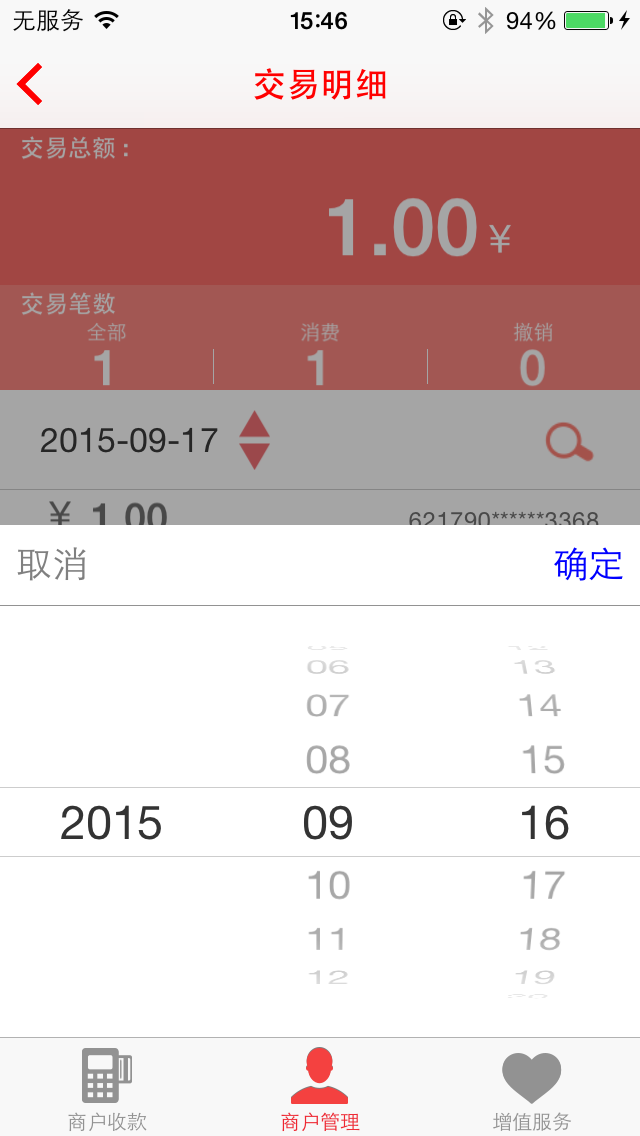 无服务 15:46 94%
交易明细
交易总额：
1.00 ¥
交易笔数
全部 消费 撤销
1 1 0
2015-09-17
¥ 1.00 621790******3368
取消 确定
06 13
07 14
08 15
2015 09 16
10 17
11 18
12 19
商户收款 商户管理 增值服务